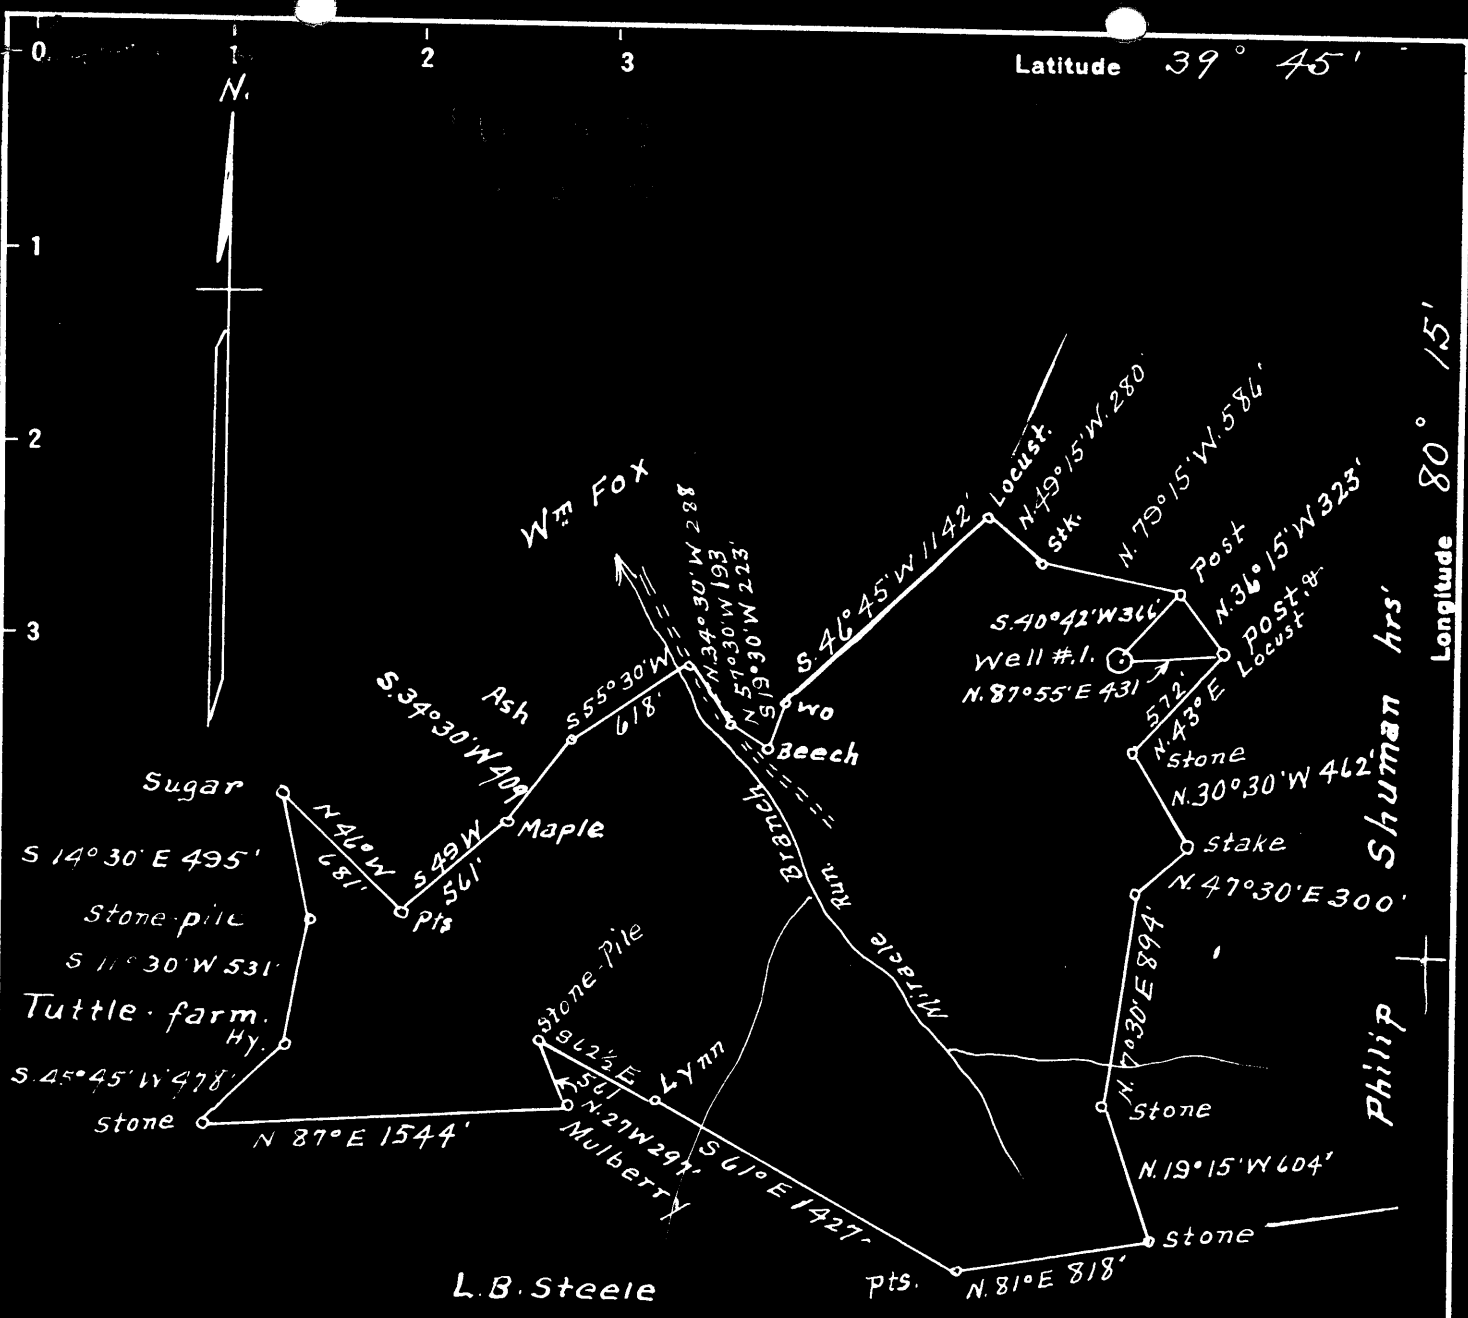 0
1
2
3
Latitude 39° 45'
N.
1
2
3
Longitude 80° 15'
Wm Fox
N. 34°30' W 288
N 57°30' W 193
S 19°30' W 223'
S. 46°45' W 1142'
Locust.
N. 49°15' W. 280
Stk.
N. 79°15' W. 586'
Post
N. 36°15' W 323'
Post. &
Locust
S. 40°42' W 366'
Well #.1.
N. 87°55' E 431
572'
N. 43° E
Stone
N. 30°30' W 462'
Stake
N. 47°30' E 300'
N. 7°30' E 894'
Stone
N. 19°15' W 604'
Stone
N. 81° E 818'
Pts.
S 61° E 1427'
Lynn
S 62½ E
561
Stone-Pile
N. 27 W 297'
Mulberry
N 87° E 1544'
Stone
S. 45°45' W 478'
Hy.
Tuttle farm.
S 11°30' W 531'
Stone-pile
S 14°30' E 495'
Sugar
N 46° W
681'
Pts
S 49 W
561'
Maple
S. 34°30' W 409
Ash
S 55°30' W
618'
WO
Beech
Branch
Run.
Miracle
Philip Shuman hrs'
L.B. Steele